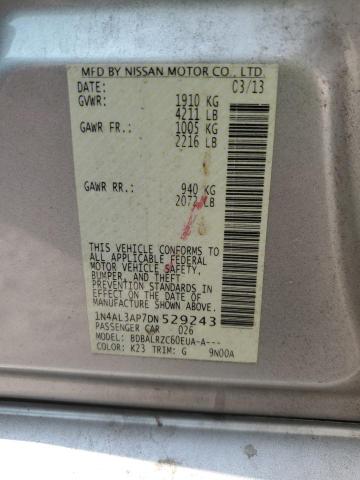 MFD BY NISSAN MOTOR CO., LTD.
DATE: 03/13
GVWR: 1910 KG
4211 LB
GAWR FR.: 1005 KG
2216 LB
GAWR RR.: 940 KG
2072 LB
THIS VEHICLE CONFORMS TO
ALL APPLICABLE FEDERAL
MOTOR VEHICLE SAFETY,
BUMPER, AND THEFT
PREVENTION STANDARDS IN
EFFECT ON THE DATE OF
MANUFACTURE SHOWN ABOVE.
1N4AL3AP7DN529243
PASSENGER CAR 026
MODEL: BDBALRZC60EUA-A---
COLOR: K23 TRIM: G 9N00A